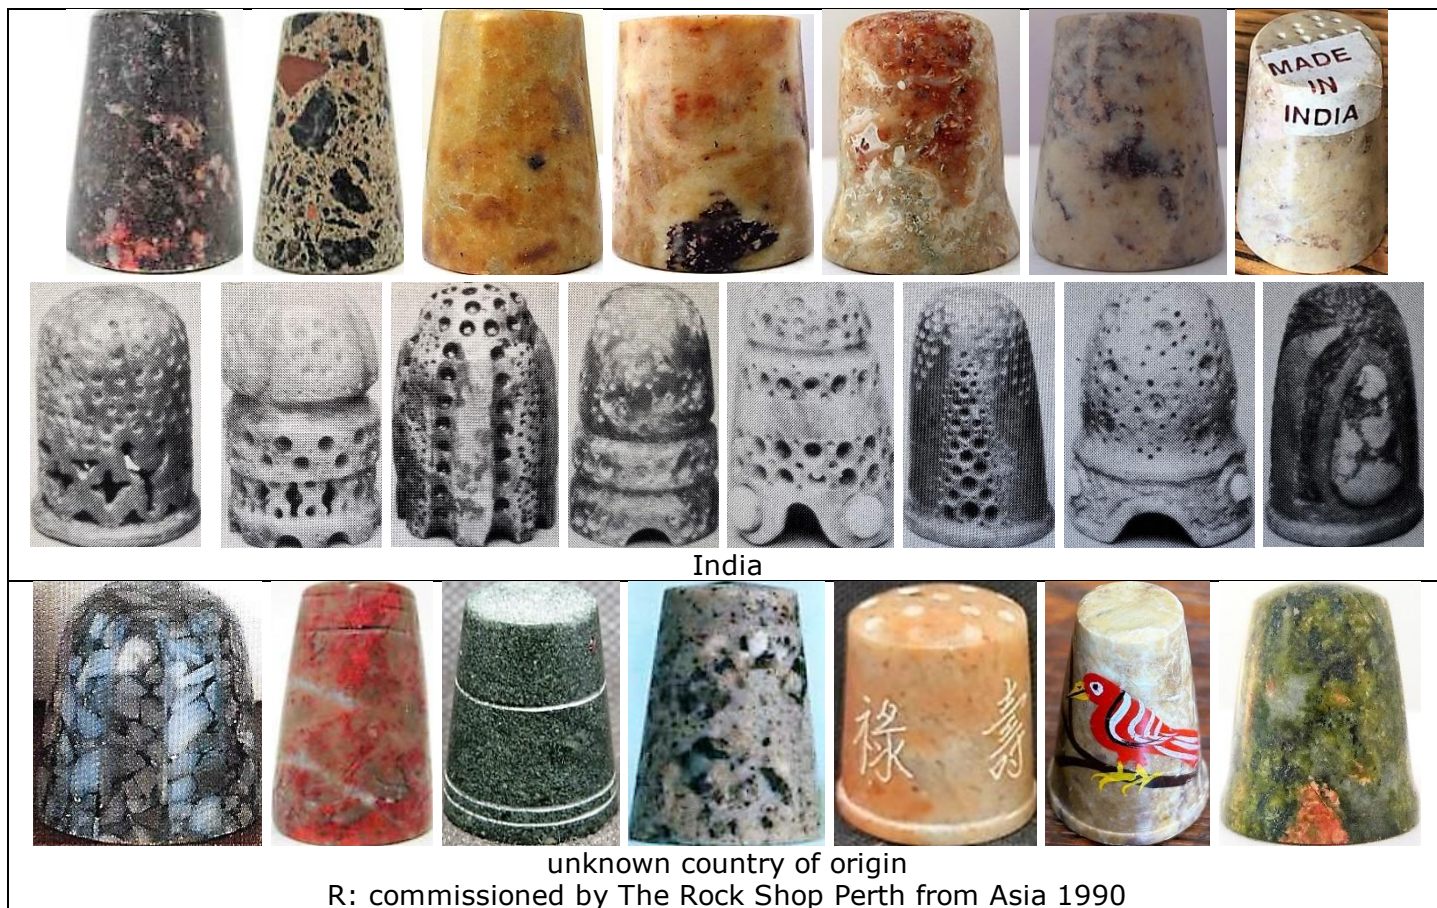 MADE
IN
INDIA
India
祿 壽
unknown country of origin
R: commissioned by The Rock Shop Perth from Asia 1990